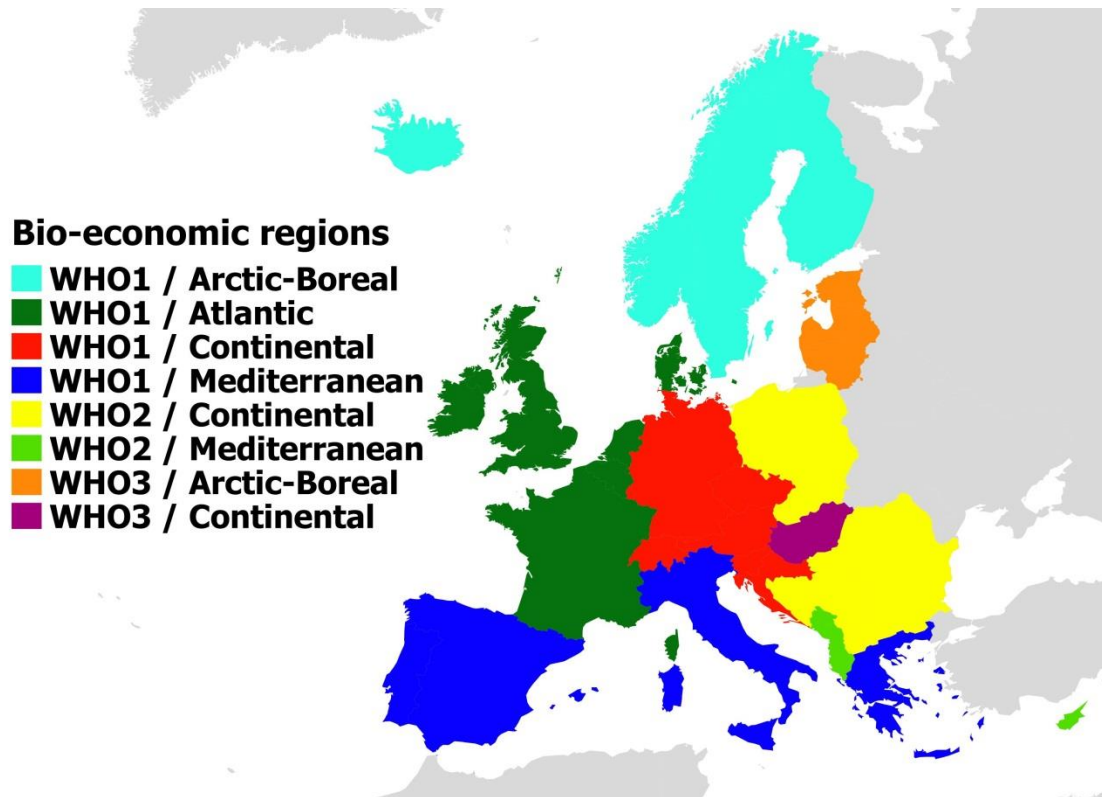 Bio-economic regions
WHO1 / Arctic-Boreal
WHO1 / Atlantic
WHO1 / Continental
WHO1 / Mediterranean
WHO2 / Continental
WHO2 / Mediterranean
WHO3 / Arctic-Boreal
WHO3 / Continental